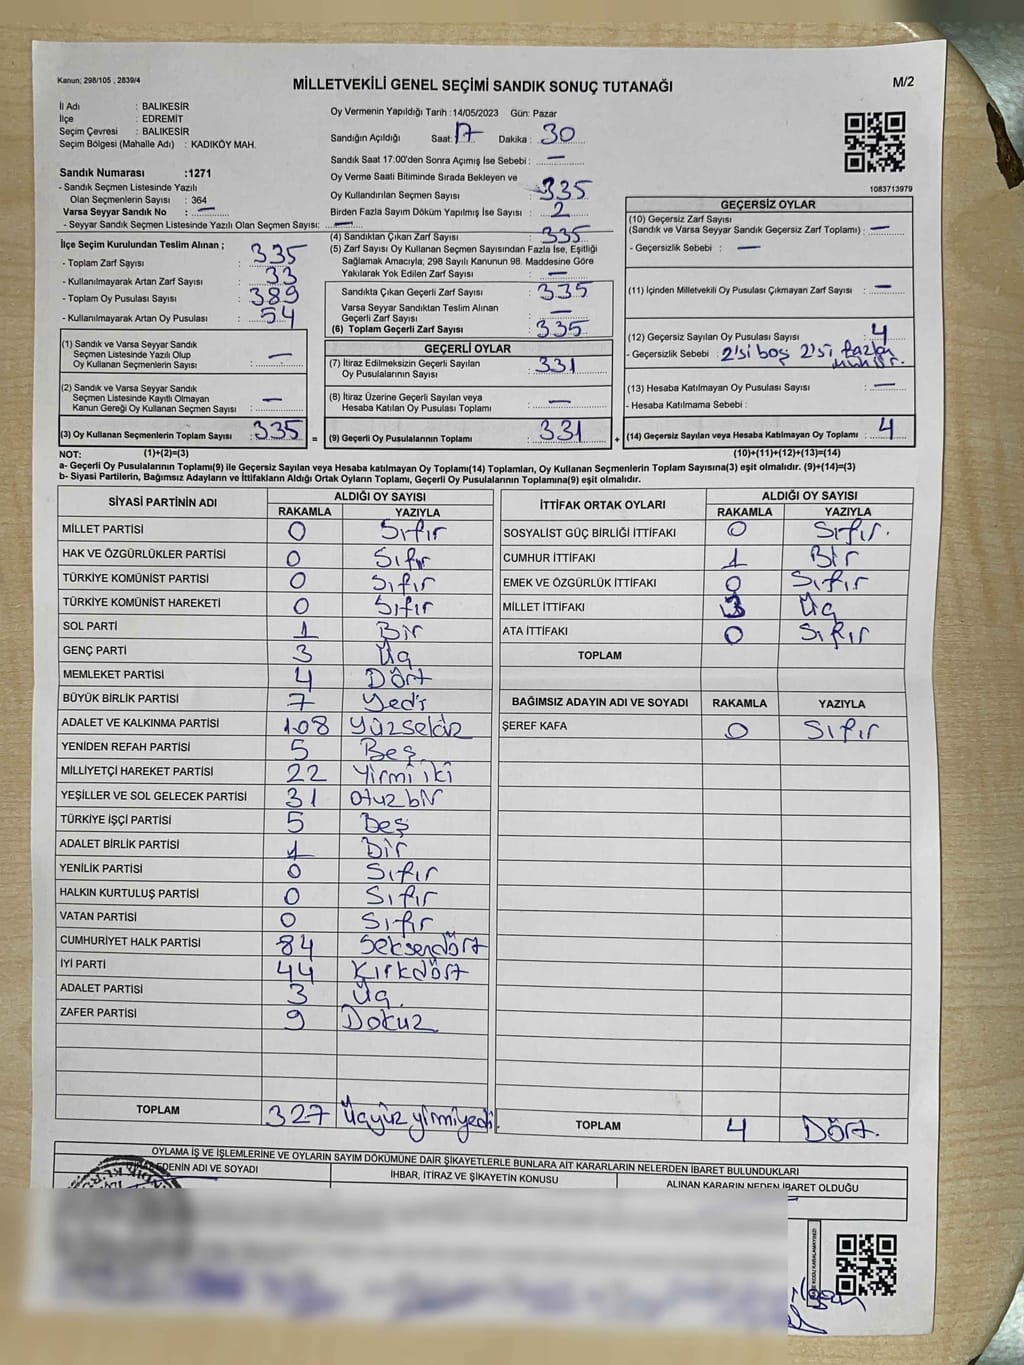 Kanun; 298/105 , 2839/4
MİLLETVEKİLİ GENEL SEÇİMİ SANDIK SONUÇ TUTANAĞI
M/2
İl Adı : BALIKESİR
İlçe : EDREMİT
Seçim Çevresi : BALIKESİR
Seçim Bölgesi (Mahalle Adı) : KADIKÖY MAH.
Oy Vermenin Yapıldığı Tarih :14/05/2023 Gün: Pazar
Sandığın Açıldığı Saat: 17 Dakika : 30
Sandık Saat 17.00'den Sonra Açımış İse Sebebi : —
Oy Verme Saati Bitiminde Sırada Bekleyen ve
Oy Kullandırılan Seçmen Sayısı : 335
Birden Fazla Sayım Döküm Yapılmış İse Sayısı : 2
Sandık Numarası :1271
- Sandık Seçmen Listesinde Yazılı
Olan Seçmenlerin Sayısı : 364
Varsa Seyyar Sandık No : —
- Seyyar Sandık Seçmen Listesinde Yazılı Olan Seçmen Sayısı: —
1083713979
İlçe Seçim Kurulundan Teslim Alınan ;
- Toplam Zarf Sayısı : 335
- Kullanılmayarak Artan Zarf Sayısı : 33
- Toplam Oy Pusulası Sayısı : 389
- Kullanılmayarak Artan Oy Pusulası : 54
(1) Sandık ve Varsa Seyyar Sandık
Seçmen Listesinde Yazılı Olup
Oy Kullanan Seçmenlerin Sayısı : —
(2) Sandık ve Varsa Seyyar Sandık
Seçmen Listesinde Kayıtlı Olmayan
Kanun Gereği Oy Kullanan Seçmen Sayısı : —
(3) Oy Kullanan Seçmenlerin Toplam Sayısı : 335
=
(4) Sandıktan Çıkan Zarf Sayısı : 335
(5) Zarf Sayısı Oy Kullanan Seçmen Sayısından Fazla İse, Eşitliği
Sağlamak Amacıyla; 298 Sayılı Kanunun 98. Maddesine Göre
Yakılarak Yok Edilen Zarf Sayısı : —
Sandıkta Çıkan Geçerli Zarf Sayısı : 335
Varsa Seyyar Sandıktan Teslim Alınan
Geçerli Zarf Sayısı : —
(6) Toplam Geçerli Zarf Sayısı : 335
GEÇERLİ OYLAR
(7) İtiraz Edilmeksizin Geçerli Sayılan
Oy Pusulalarının Sayısı : 331
(8) İtiraz Üzerine Geçerli Sayılan veya
Hesaba Katılan Oy Pusulası Toplamı : —
(9) Geçerli Oy Pusulalarının Toplamı : 331
+
GEÇERSİZ OYLAR
(10) Geçersiz Zarf Sayısı
(Sandık ve Varsa Seyyar Sandık Geçersiz Zarf Toplamı) : —
- Geçersizlik Sebebi : —
(11) İçinden Milletvekili Oy Pusulası Çıkmayan Zarf Sayısı : —
(12) Geçersiz Sayılan Oy Pusulası Sayısı : 4
- Geçersizlik Sebebi : 2'si boş 2'si fazla
mühür.
(13) Hesaba Katılmayan Oy Pusulası Sayısı : —
- Hesaba Katılmama Sebebi :
(14) Geçersiz Sayılan veya Hesaba Katılmayan Oy Toplamı : 4
NOT: (1)+(2)=(3) (10)+(11)+(12)+(13)=(14)
a- Geçerli Oy Pusulalarının Toplamı(9) ile Geçersiz Sayılan veya Hesaba katılmayan Oy Toplamı(14) Toplamları, Oy Kullanan Seçmenlerin Toplam Sayısına(3) eşit olmalıdır. (9)+(14)=(3)
b- Siyasi Partilerin, Bağımsız Adayların ve İttifakların Aldığı Ortak Oyların Toplamı, Geçerli Oy Pusulalarının Toplamına(9) eşit olmalıdır.
SİYASİ PARTİNİN ADI ALDIĞI OY SAYISI
RAKAMLA YAZIYLA
MİLLET PARTİSİ 0 Sıfır
HAK VE ÖZGÜRLÜKLER PARTİSİ 0 Sıfır
TÜRKİYE KOMÜNİST PARTİSİ 0 Sıfır
TÜRKİYE KOMÜNİST HAREKETİ 0 Sıfır
SOL PARTİ 1 Bir
GENÇ PARTİ 3 Üç
MEMLEKET PARTİSİ 4 Dört
BÜYÜK BİRLİK PARTİSİ 7 Yedi
ADALET VE KALKINMA PARTİSİ 108 Yüzsekiz
YENİDEN REFAH PARTİSİ 5 Beş
MİLLİYETÇİ HAREKET PARTİSİ 22 Yirmi iki
YEŞİLLER VE SOL GELECEK PARTİSİ 31 Otuz bir
TÜRKİYE İŞÇİ PARTİSİ 5 Beş
ADALET BİRLİK PARTİSİ 1 Bir
YENİLİK PARTİSİ 0 Sıfır
HALKIN KURTULUŞ PARTİSİ 0 Sıfır
VATAN PARTİSİ 0 Sıfır
CUMHURİYET HALK PARTİSİ 84 Seksendört
İYİ PARTİ 44 Kırkdört
ADALET PARTİSİ 3 Üç.
ZAFER PARTİSİ 9 Dokuz
TOPLAM 327 Üçyüz yirmiyedi.
İTTİFAK ORTAK OYLARI ALDIĞI OY SAYISI
RAKAMLA YAZIYLA
SOSYALİST GÜÇ BİRLİĞİ İTTİFAKI 0 Sıfır.
CUMHUR İTTİFAKI 1 Bir
EMEK VE ÖZGÜRLÜK İTTİFAKI 0 Sıfır
MİLLET İTTİFAKI 3 Üç
ATA İTTİFAKI 0 Sıfır
TOPLAM
BAĞIMSIZ ADAYIN ADI VE SOYADI RAKAMLA YAZIYLA
ŞEREF KAFA 0 Sıfır
TOPLAM 4 Dört.
OYLAMA İŞ VE İŞLEMLERİNE VE OYLARIN SAYIM DÖKÜMÜNE DAİR ŞİKAYETLERLE BUNLARA AİT KARARLARIN NELERDEN İBARET BULUNDUKLARI
EDENİN ADI VE SOYADI İHBAR, İTİRAZ VE ŞİKAYETİN KONUSU ALINAN KARARIN NEDEN İBARET OLDUĞU